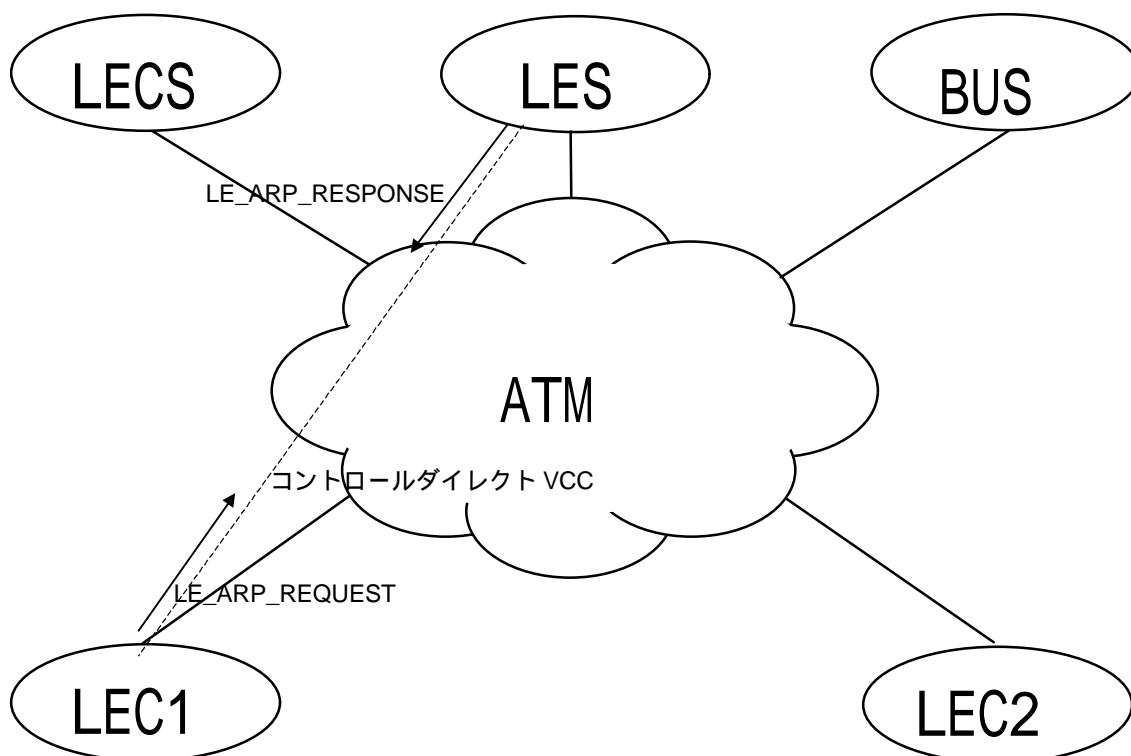 LECS
LES
BUS
LE_ARP_RESPONSE
ATM
コントロールダイレクト VCC
LE_ARP_REQUEST
LEC1
LEC2